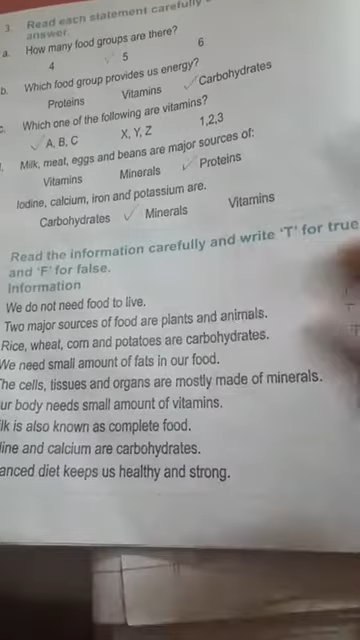 3. Read each statement carefully
answer.
a. How many food groups are there?
4 5 6
b. Which food group provides us energy?
Proteins Vitamins Carbohydrates
Which one of the following are vitamins?
A, B, C X, Y, Z 1,2,3
Milk, meat, eggs and beans are major sources of:
Vitamins Minerals Proteins
Iodine, calcium, iron and potassium are.
Carbohydrates Minerals Vitamins
Read the information carefully and write 'T' for true
and 'F' for false.
Information
We do not need food to live.
Two major sources of food are plants and animals.
Rice, wheat, corn and potatoes are carbohydrates.
We need small amount of fats in our food.
The cells, tissues and organs are mostly made of minerals.
ur body needs small amount of vitamins.
lk is also known as complete food.
line and calcium are carbohydrates.
anced diet keeps us healthy and strong.